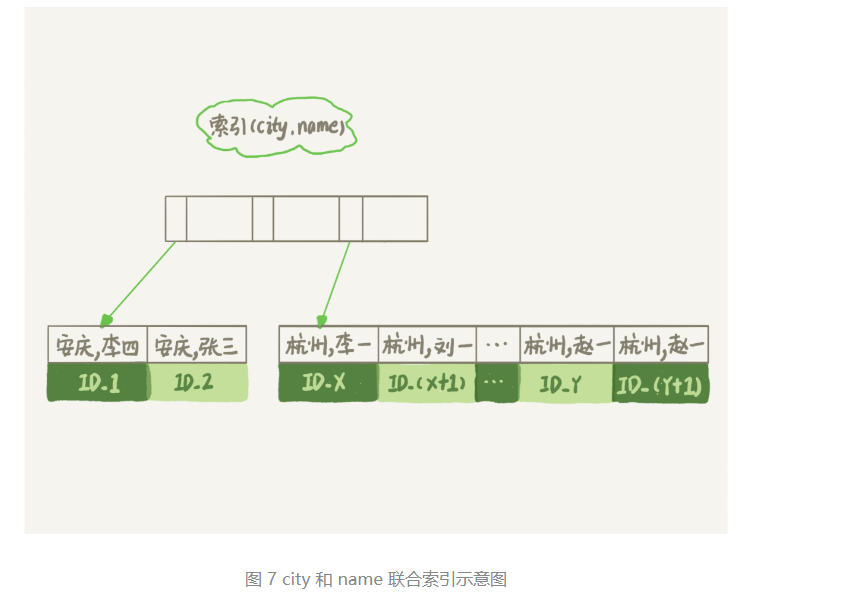 索引(city,name)
安庆,李四 安庆,张三 杭州,李一 杭州,刘一 ... 杭州,赵一 杭州,赵一
ID_1 ID_2 ID_X ID_(X+1) ... ID_Y ID_(Y+1)
图 7 city 和 name 联合索引示意图